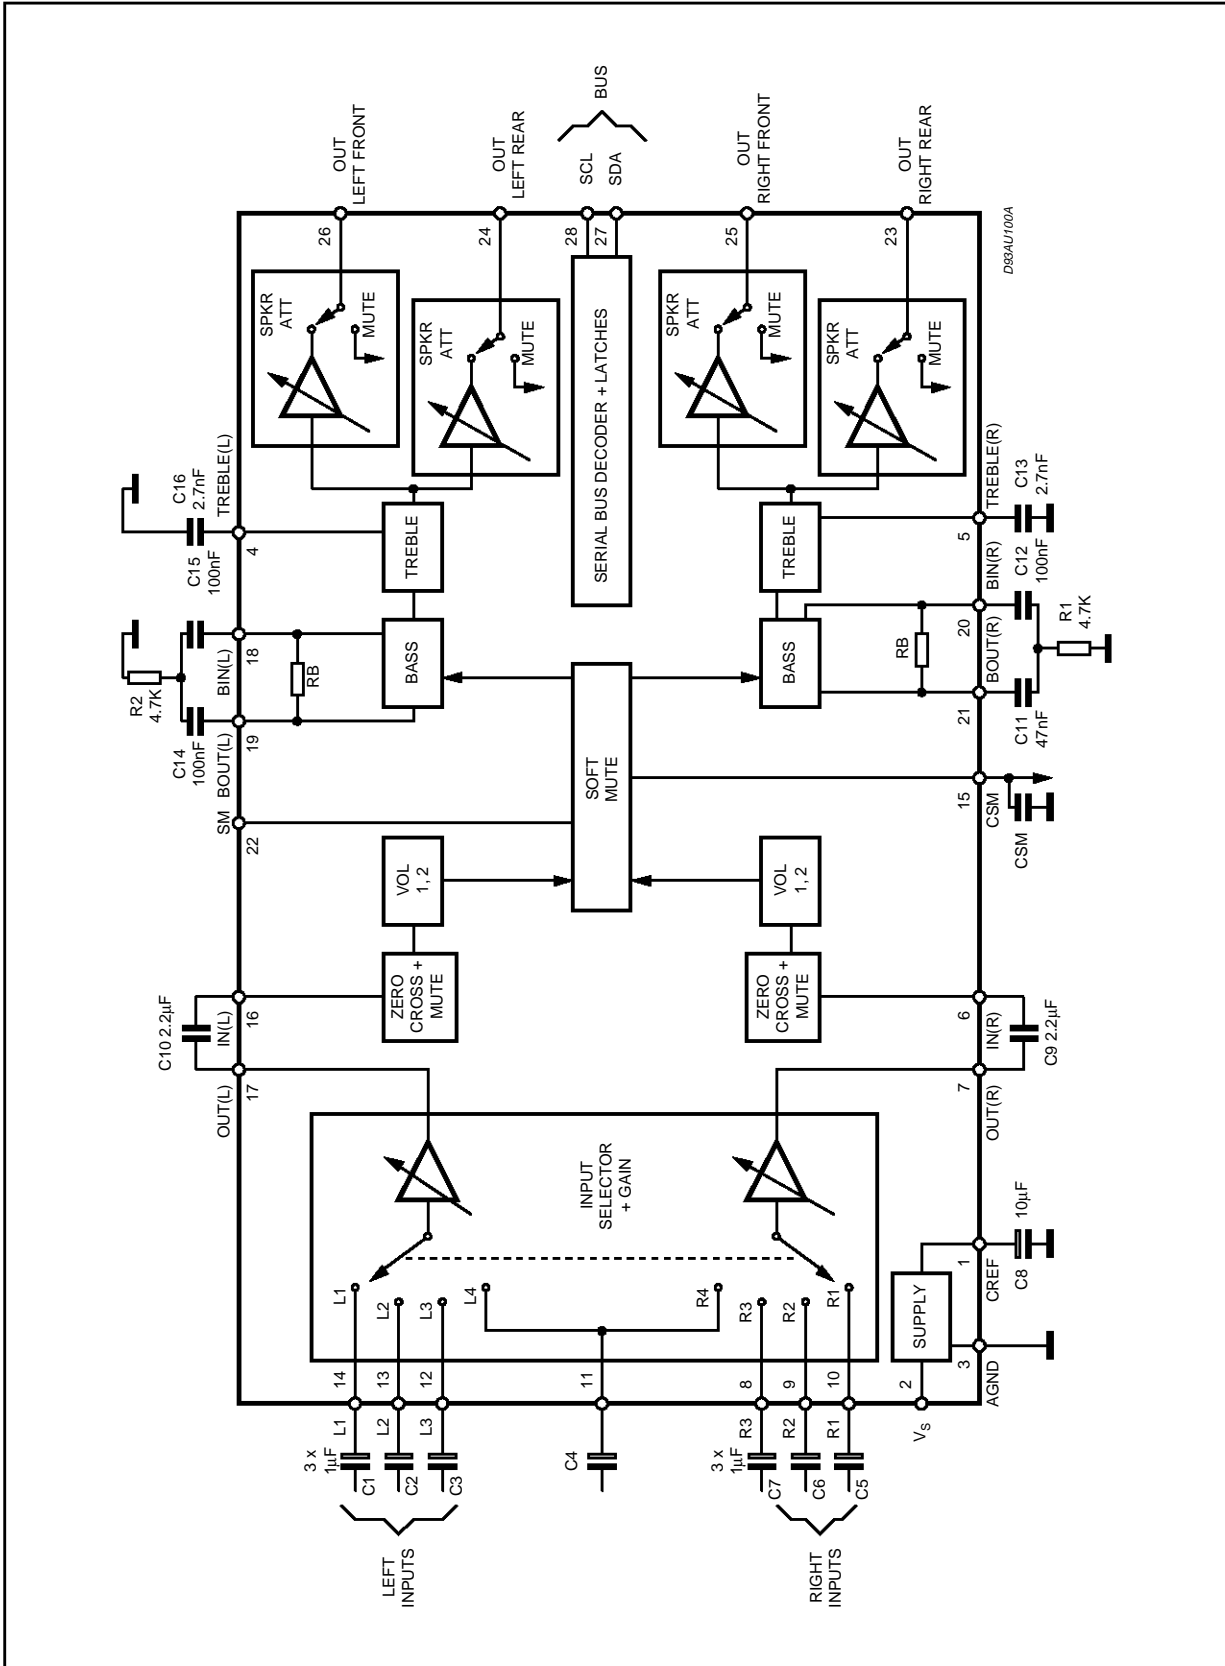 LEFT
INPUTS
3 x
1µF
C1
C2
C3
L1
L2
L3
14
13
12
L1
L2
L3
L4
C4
11
RIGHT
INPUTS
3 x
1µF
C7
C6
C5
R3
R2
R1
8
9
10
R4
R3
R2
R1
INPUT
SELECTOR
+ GAIN
VS
2
SUPPLY
3
AGND
1
CREF
C8
10µF
OUT(L)
17
C10 2.2µF
IN(L)
16
OUT(R)
7
C9 2.2µF
IN(R)
6
ZERO
CROSS +
MUTE
VOL
1, 2
ZERO
CROSS +
MUTE
VOL
1, 2
SM
22
SOFT
MUTE
15
CSM
CSM
C14
100nF
BOUT(L)
19
R2
4.7K
BIN(L)
18
C15
100nF
RB
BASS
C16
2.7nF
TREBLE(L)
4
TREBLE
21
BOUT(R)
C11
47nF
R1
4.7K
20
BIN(R)
C12
100nF
RB
BASS
5
TREBLE(R)
C13
2.7nF
TREBLE
SERIAL BUS DECODER + LATCHES
SPKR
ATT
MUTE
26
OUT
LEFT FRONT
SPKR
ATT
MUTE
24
OUT
LEFT REAR
28
27
SCL
SDA
BUS
SPKR
ATT
MUTE
25
OUT
RIGHT FRONT
SPKR
ATT
MUTE
23
OUT
RIGHT REAR
D93AU100A